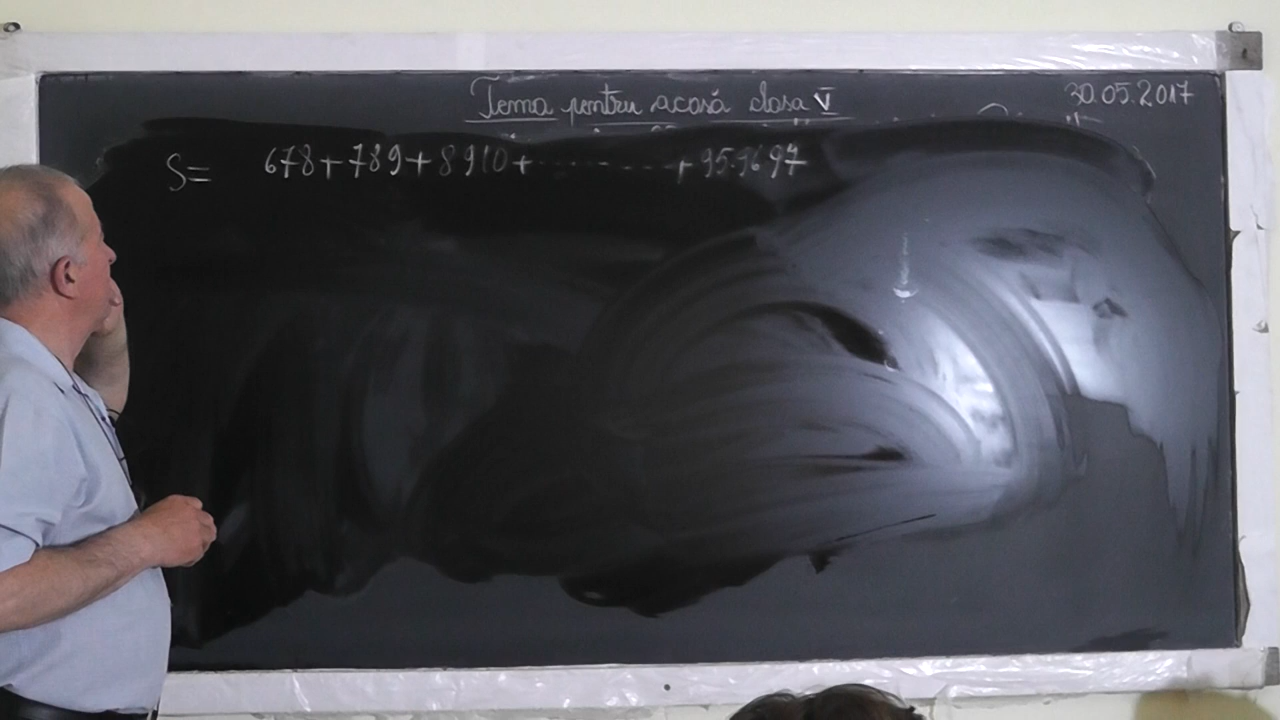 Tema pentru acasă clasa V
30.05.2017
S= 678+789+8910+.........+959697